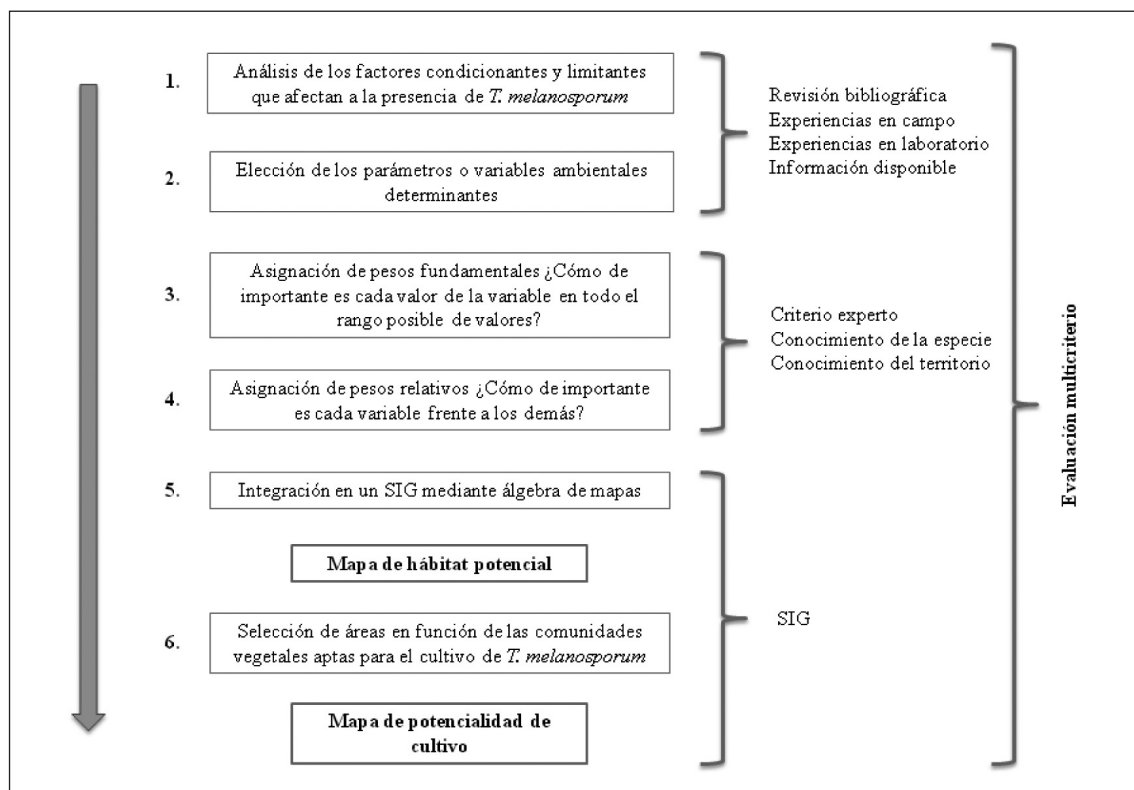 1.
Análisis de los factores condicionantes y limitantes
que afectan a la presencia de T. melanosporum
2.
Elección de los parámetros o variables ambientales
determinantes
Revisión bibliográfica
Experiencias en campo
Experiencias en laboratorio
Información disponible
3.
Asignación de pesos fundamentales ¿Cómo de
importante es cada valor de la variable en todo el
rango posible de valores?
4.
Asignación de pesos relativos ¿Cómo de importante
es cada variable frente a los demás?
Criterio experto
Conocimiento de la especie
Conocimiento del territorio
5.
Integración en un SIG mediante álgebra de mapas
Mapa de hábitat potencial
6.
Selección de áreas en función de las comunidades
vegetales aptas para el cultivo de T. melanosporum
Mapa de potencialidad de
cultivo
SIG
Evaluación multicriterio